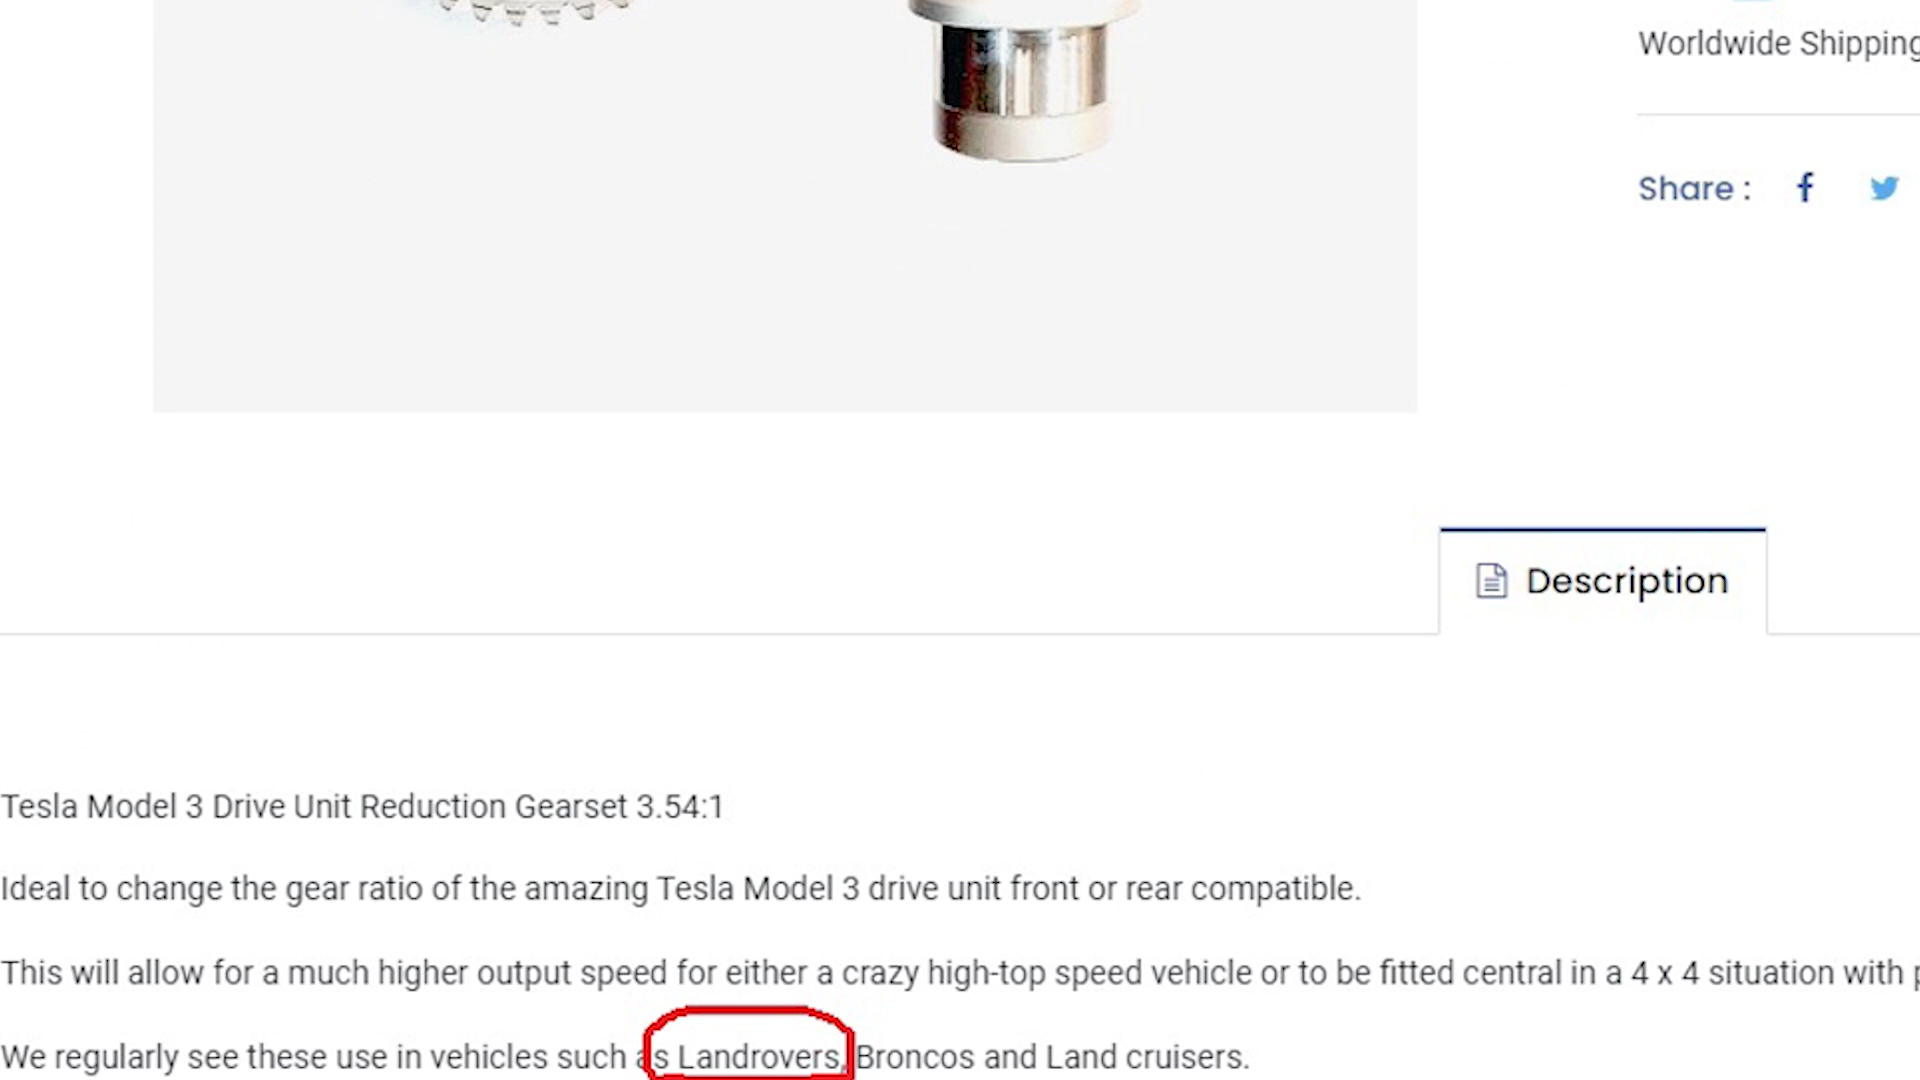 Worldwide Shipping
Share :
Description
Tesla Model 3 Drive Unit Reduction Gearset 3.54:1
Ideal to change the gear ratio of the amazing Tesla Model 3 drive unit front or rear compatible.
This will allow for a much higher output speed for either a crazy high-top speed vehicle or to be fitted central in a 4 x 4 situation with
We regularly see these use in vehicles such as Landrovers, Broncos and Land cruisers.